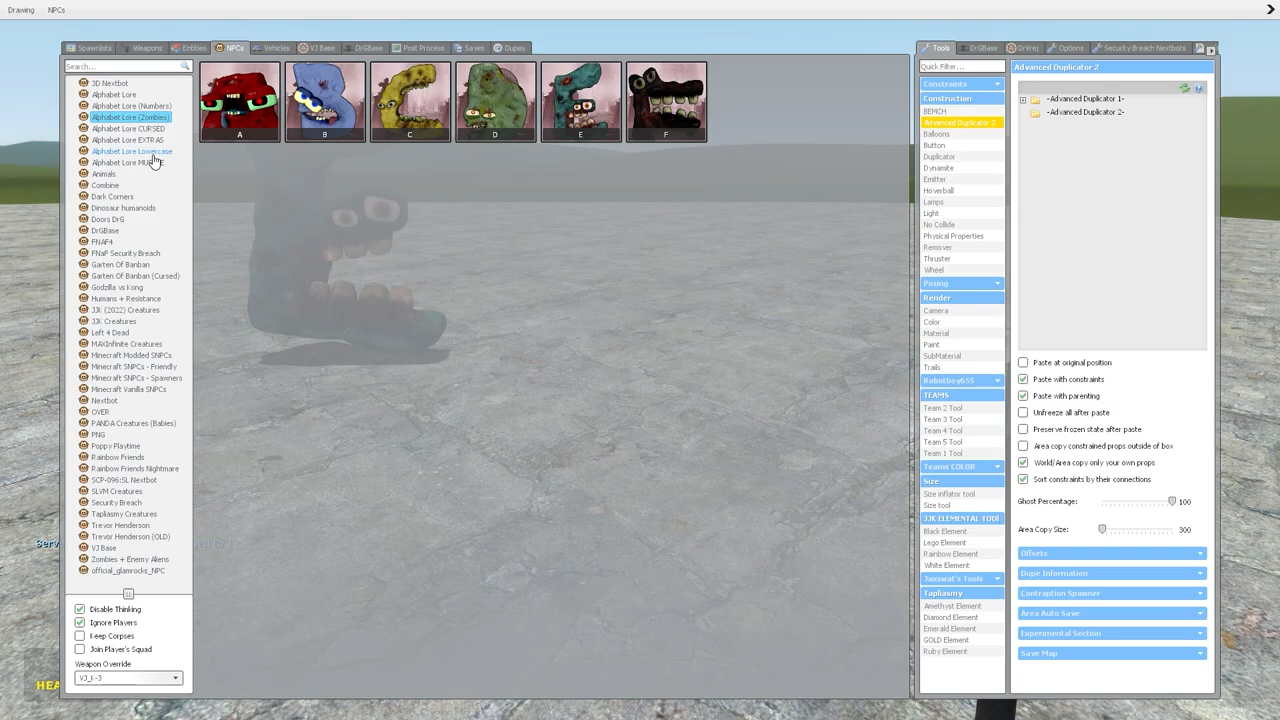 Drawing NPCs
Spawnlists Weapons Entities NPCs Vehicles VJ Base DrGBase Post Process Saves Dupes
Search...
3D Nextbot
Alphabet Lore
Alphabet Lore (Numbers)
Alphabet Lore (Zombies)
Alphabet Lore CURSED
Alphabet Lore EXTRAS
Alphabet Lore Lowercase
Alphabet Lore
Animals
Combine
Dark Corners
Dinosaur humanoids
Doors DrG
DrGBase
FNAF4
FNaF Security Breach
Garten Of Banban
Garten Of Banban (Cursed)
Godzilla vs Kong
Humans + Resistance
JJK (2022) Creatures
JJK Creatures
Left 4 Dead
MAXInfinite Creatures
Minecraft Modded SNPCs
Minecraft SNPCs - Friendly
Minecraft SNPCs - Spawners
Minecraft Vanilla SNPCs
Nextbot
OVER
PANDA Creatures (Babies)
PNG
Poppy Playtime
Rainbow Friends
Rainbow Friends Nightmare
SCP-096:SL Nextbot
SLVM Creatures
Security Breach
Tapliasmy Creatures
Trevor Henderson
Trevor Henderson (OLD)
VJ Base
Zombies + Enemy Aliens
official_glamrocks_NPC
Disable Thinking
Ignore Players
Keep Corpses
Join Player's Squad
Weapon Override
VJ_K-3
A B C D E F
Tools DrGBase DrVrej Options Security Breach Nextbots
Quick Filter...
Constraints
Construction
BEMCH
Advanced Duplicator 2
Balloons
Button
Duplicator
Dynamite
Emitter
Hoverball
Lamps
Light
No Collide
Physical Properties
Remover
Thruster
Wheel
Posing
Render
Camera
Color
Material
Paint
SubMaterial
Trails
Robotboy655
TEAMS
Team 2 Tool
Team 3 Tool
Team 4 Tool
Team 5 Tool
Team 1 Tool
Teams COLOR
Size
Size inflator tool
Size tool
JJK ELEMENTAL TOOl
Black Element
Lego Element
Rainbow Element
White Element
Jaxswat's Tools
Tapliasmy
Amethyst Element
Diamond Element
Emerald Element
GOLD Element
Ruby Element
Advanced Duplicator 2
-Advanced Duplicator 1-
-Advanced Duplicator 2-
Paste at original position
Paste with constraints
Paste with parenting
Unfreeze all after paste
Preserve frozen state after paste
Area copy constrained props outside of box
World/Area copy only your own props
Sort constraints by their connections
Ghost Percentage: 100
Area Copy Size: 300
Offsets
Dupe Information
Contraption Spawner
Area Auto Save
Experimental Section
Save Map